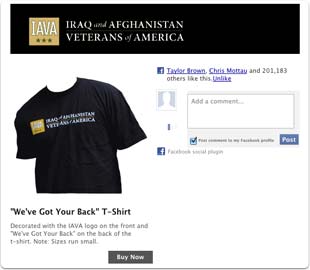 IAVA
IRAQ and AFGHANISTAN
VETERANS of AMERICA
Taylor Brown, Chris Mottau and 201,183
others like this. Unlike
Add a comment...
Post comment to my Facebook profile
Post
Facebook social plugin
IAVA
IRAQ and AFGHANISTAN
VETERANS of AMERICA
"We've Got Your Back" T-Shirt
Decorated with the IAVA logo on the front and
"We've Got Your Back" on the back of the
t-shirt. Note: Sizes run small.
Buy Now